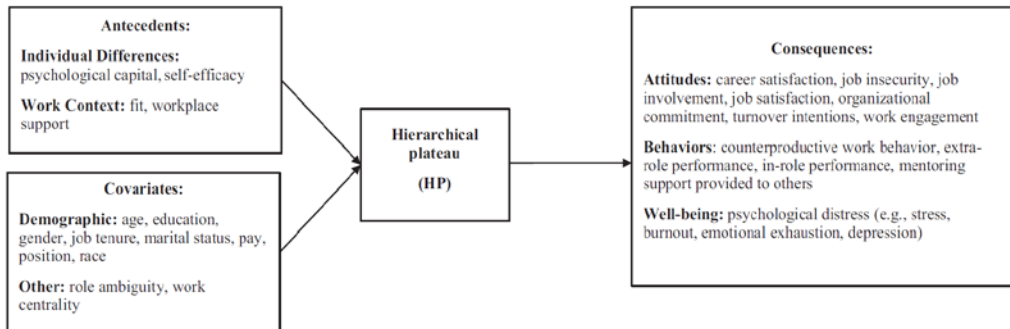 Antecedents:
Individual Differences:
psychological capital, self-efficacy
Work Context: fit, workplace
support
Covariates:
Demographic: age, education,
gender, job tenure, marital status, pay,
position, race
Other: role ambiguity, work
centrality
Hierarchical
plateau
(HP)
Consequences:
Attitudes: career satisfaction, job insecurity, job
involvement, job satisfaction, organizational
commitment, turnover intentions, work engagement
Behaviors: counterproductive work behavior, extra-
role performance, in-role performance, mentoring
support provided to others
Well-being: psychological distress (e.g., stress,
burnout, emotional exhaustion, depression)